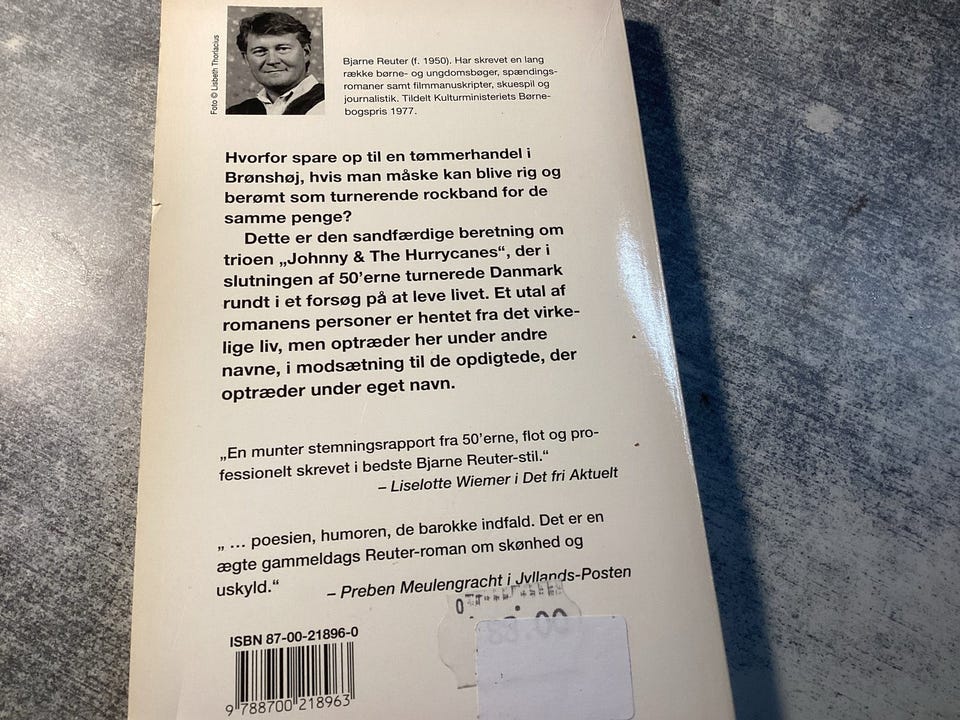 Foto © Lisbeth Thorlacius
Bjarne Reuter (f. 1950). Har skrevet en lang
række børne- og ungdomsbøger, spændings-
romaner samt filmmanuskripter, skuespil og
journalistik. Tildelt Kulturministeriets Børne-
bogspris 1977.
Hvorfor spare op til en tømmerhandel i
Brønshøj, hvis man måske kan blive rig og
berømt som turnerende rockband for de
samme penge?
Dette er den sandfærdige beretning om
trioen „Johnny & The Hurrycanes“, der i
slutningen af 50'erne turnerede Danmark
rundt i et forsøg på at leve livet. Et utal af
romanens personer er hentet fra det virke-
lige liv, men optræder her under andre
navne, i modsætning til de opdigtede, der
optræder under eget navn.
„En munter stemningsrapport fra 50'erne, flot og pro-
fessionelt skrevet i bedste Bjarne Reuter-stil.“
– Liselotte Wiemer i Det fri Aktuelt
„ ... poesien, humoren, de barokke indfald. Det er en
ægte gammeldags Reuter-roman om skønhed og
uskyld.“
– Preben Meulengracht i Jyllands-Posten
ISBN 87-00-21896-0
9 788700 218963